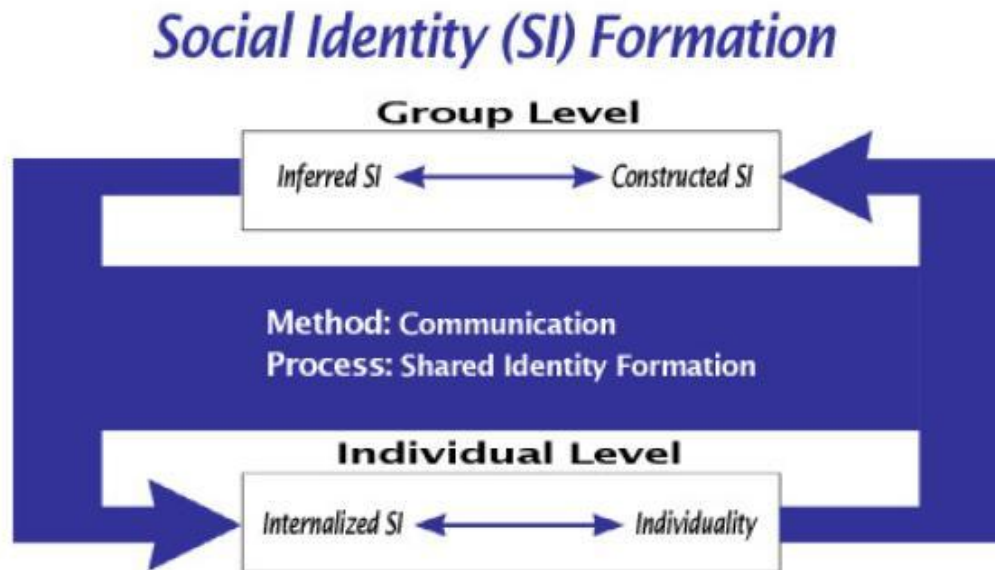 Social Identity (SI) Formation
Group Level
Inferred SI Constructed SI
Method: Communication
Process: Shared Identity Formation
Individual Level
Internalized SI Individuality